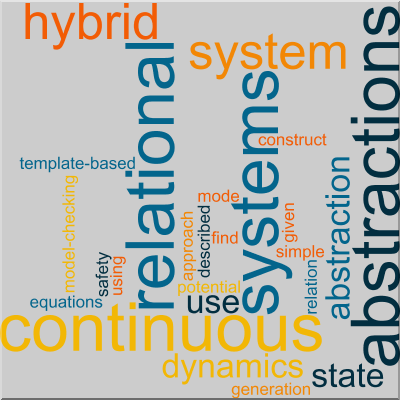 hybrid
system
relational
systems
abstractions
construct
template-based
model-checking
mode
abstraction
approach
described
given
find
simple
safety
using
relation
potential
equations
use
continuous
dynamics
state
generation